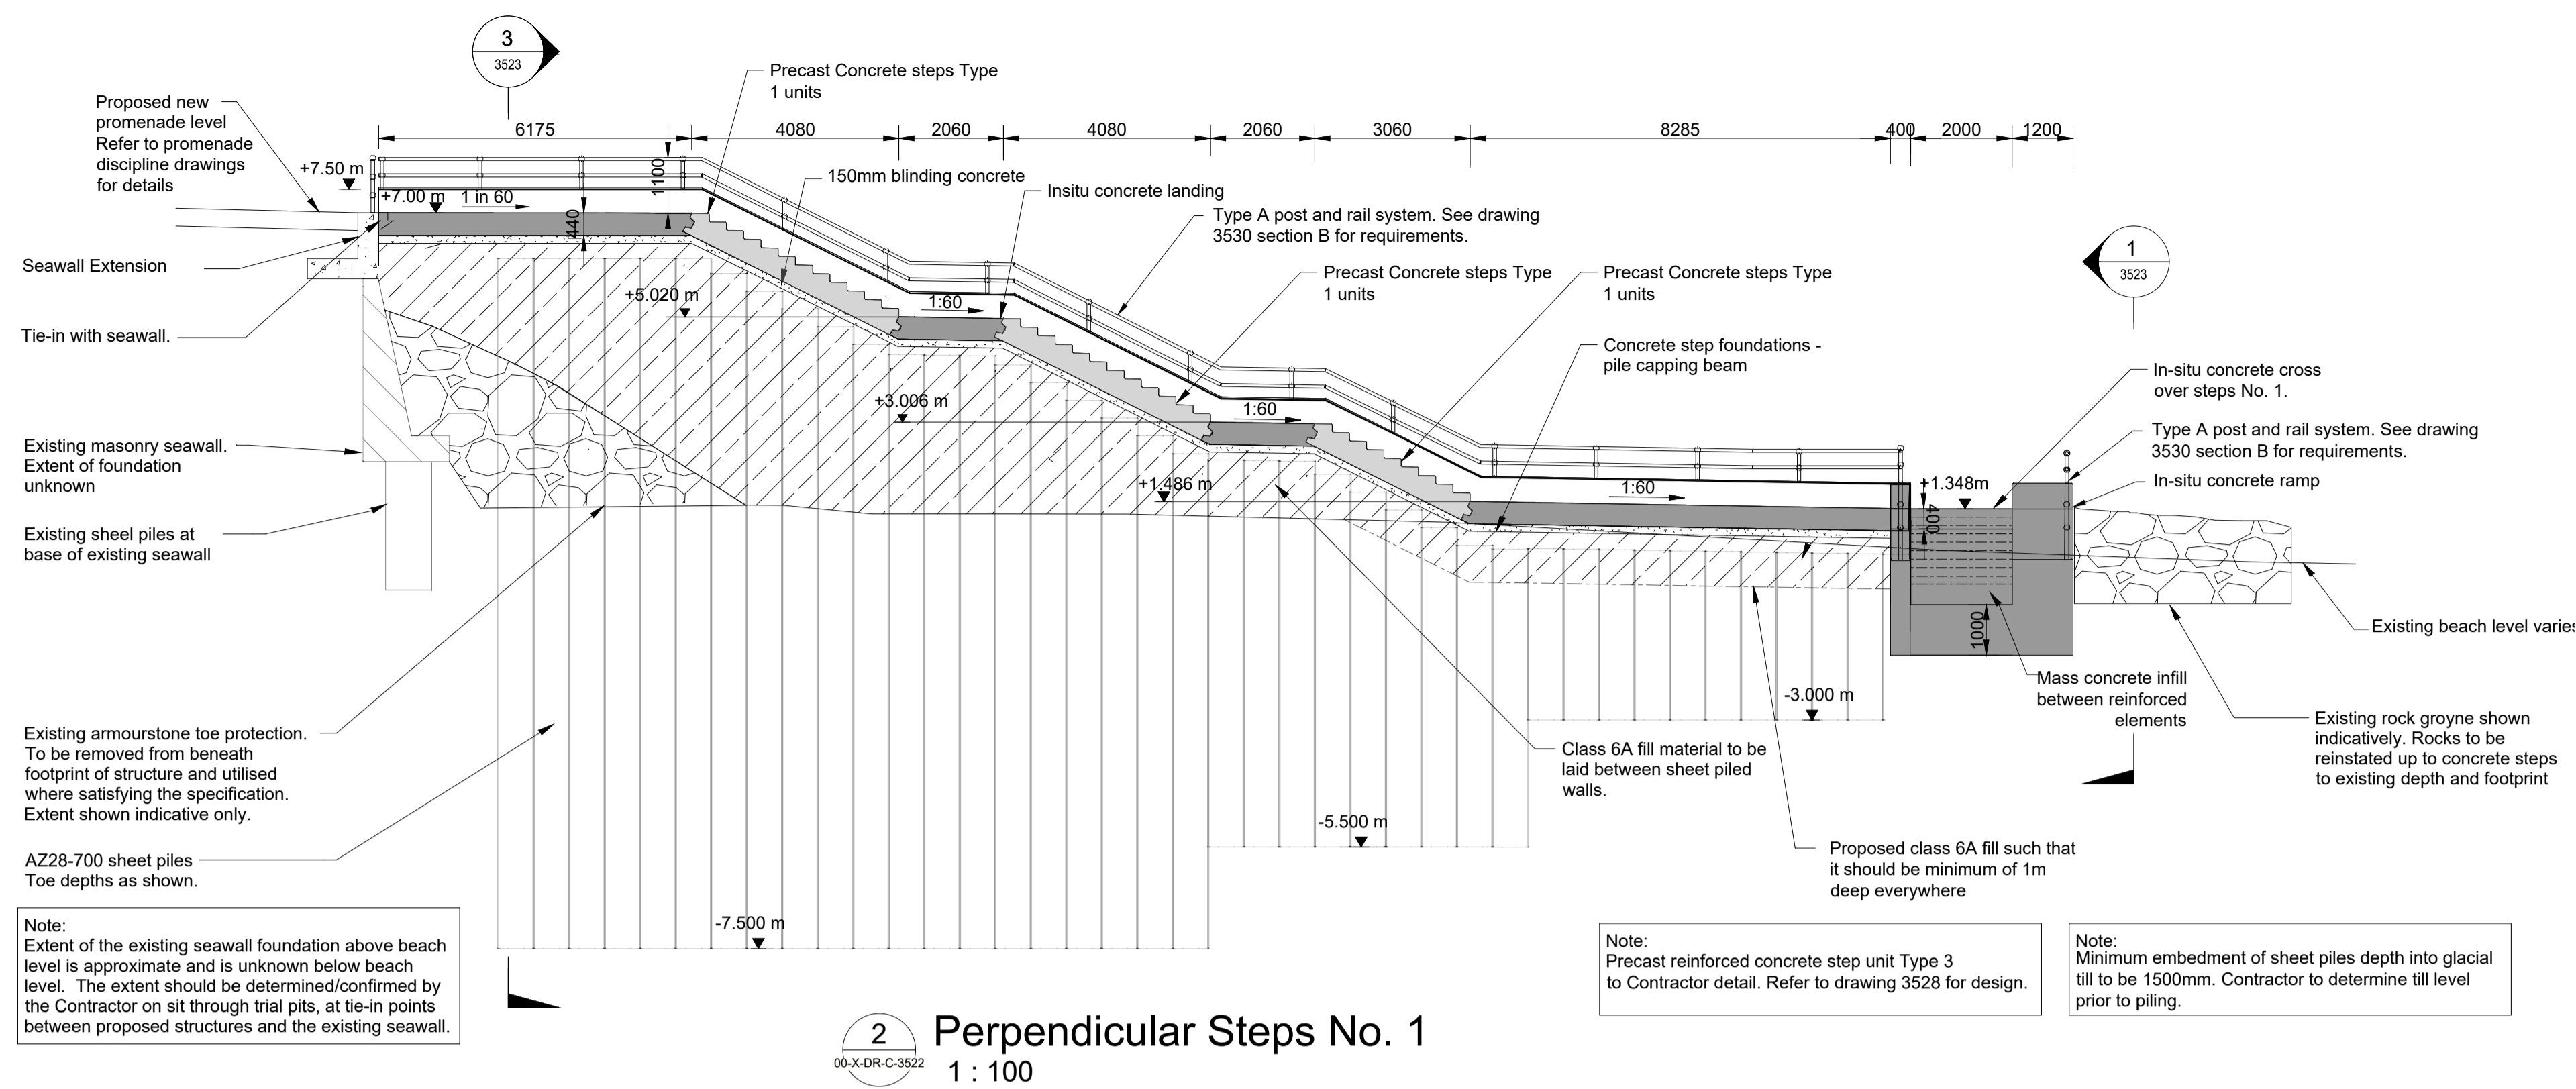 3
3523
Precast Concrete steps Type
1 units
Proposed new
promenade level
Refer to promenade
discipline drawings
for details
6175
4080
2060
4080
2060
3060
8285
400
2000
1200
+7.50 m
1100
150mm blinding concrete
Insitu concrete landing
+7.00 m
1 in 60
440
Type A post and rail system. See drawing
3530 section B for requirements.
1
3523
Seawall Extension
Precast Concrete steps Type
1 units
Precast Concrete steps Type
1 units
+5.020 m
1:60
Tie-in with seawall.
Concrete step foundations -
pile capping beam
In-situ concrete cross
over steps No. 1.
+3.006 m
1:60
Type A post and rail system. See drawing
3530 section B for requirements.
Existing masonry seawall.
Extent of foundation
unknown
+1.486 m
1:60
+1.348m
In-situ concrete ramp
400
Existing sheet piles at
base of existing seawall
1000
Existing beach level varies
Mass concrete infill
between reinforced
elements
-3.000 m
Existing armourstone toe protection.
To be removed from beneath
footprint of structure and utilised
where satisfying the specification.
Extent shown indicative only.
Class 6A fill material to be
laid between sheet piled
walls.
Existing rock groyne shown
indicatively. Rocks to be
reinstated up to concrete steps
to existing depth and footprint
-5.500 m
Proposed class 6A fill such that
it should be minimum of 1m
deep everywhere
AZ28-700 sheet piles
Toe depths as shown.
-7.500 m
Note:
Extent of the existing seawall foundation above beach
level is approximate and is unknown below beach
level. The extent should be determined/confirmed by
the Contractor on sit through trial pits, at tie-in points
between proposed structures and the existing seawall.
Note:
Precast reinforced concrete step unit Type 3
to Contractor detail. Refer to drawing 3528 for design.
Note:
Minimum embedment of sheet piles depth into glacial
till to be 1500mm. Contractor to determine till level
prior to piling.
2
00-X-DR-C-3522
Perpendicular Steps No. 1
1 : 100